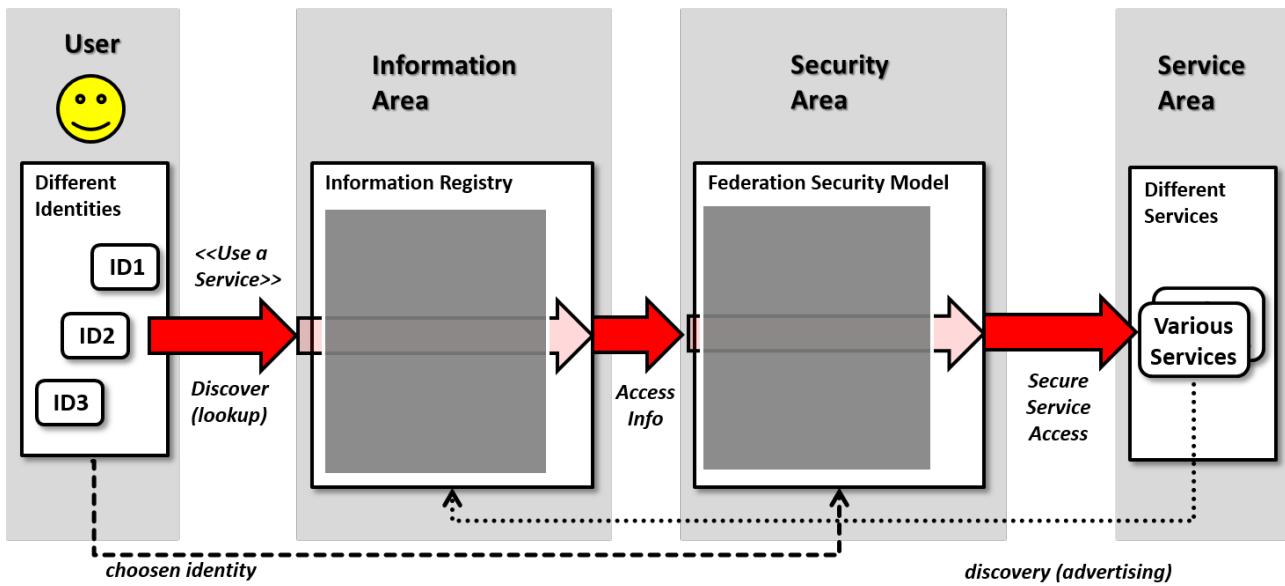 User
Information
Area
Security
Area
Service
Area
Different
Identities
ID1
ID2
ID3
<<Use a
Service>>
Discover
(lookup)
Information Registry
Access
Info
Federation Security Model
Secure
Service
Access
Different
Services
Various
Services
choosen identity
discovery (advertising)